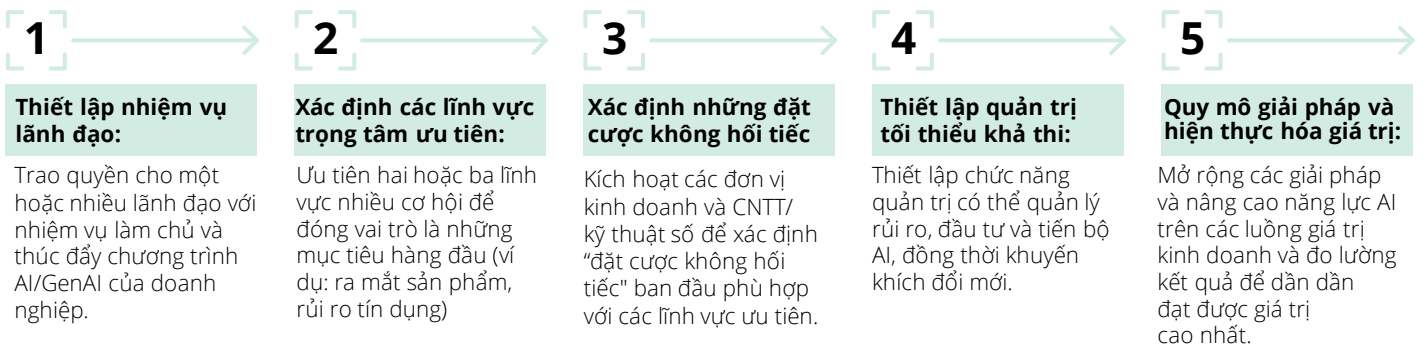 1
Thiết lập nhiệm vụ
lãnh đạo:
Trao quyền cho một
hoặc nhiều lãnh đạo với
nhiệm vụ làm chủ và
thúc đẩy chương trình
AI/GenAI của doanh
nghiệp.
2
Xác định các lĩnh vực
trọng tâm ưu tiên:
Ưu tiên hai hoặc ba lĩnh
vực nhiều cơ hội để
đóng vai trò là những
mục tiêu hàng đầu (ví
dụ: ra mắt sản phẩm,
rủi ro tín dụng)
3
Xác định những đặt
cược không hối tiếc
Kích hoạt các đơn vị
kinh doanh và CNTT/
kỹ thuật số để xác định
“đặt cược không hối
tiếc" ban đầu phù hợp
với các lĩnh vực ưu tiên.
4
Thiết lập quản trị
tối thiểu khả thi:
Thiết lập chức năng
quản trị có thể quản lý
rủi ro, đầu tư và tiến bộ
AI, đồng thời khuyến
khích đổi mới.
5
Quy mô giải pháp và
hiện thực hóa giá trị:
Mở rộng các giải pháp
và nâng cao năng lực AI
trên các luồng giá trị
kinh doanh và đo lường
kết quả để dần dần
đạt được giá trị
cao nhất.